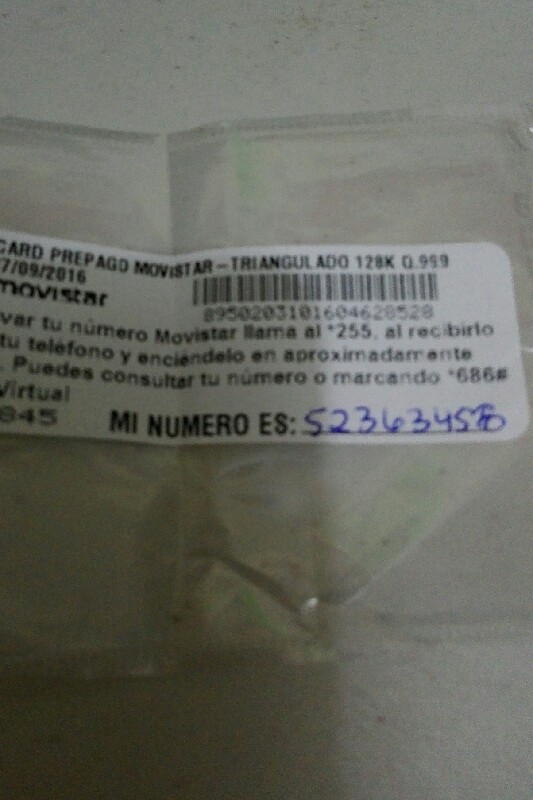 CARD PREPAGO MOVISTAR-TRIANGULADO 128K 0.999
7/09/2016
movistar
8950203101604628528
var tu número Movistar llama al *255, al recibirlo
tu teléfono y enciéndelo en aproximadamente
. Puedes consultar tu número o marcando *686#
Virtual
845 MI NUMERO ES: